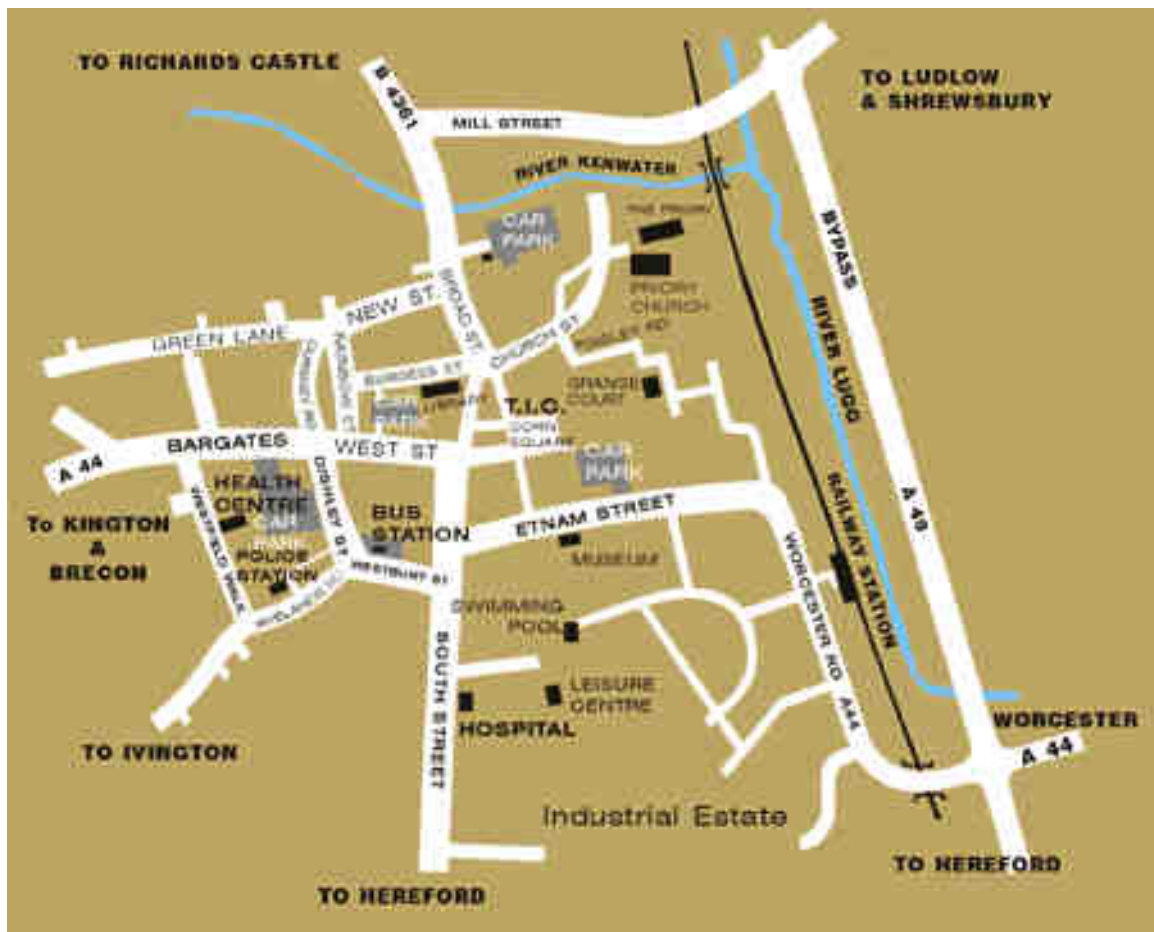 TO RICHARDS CASTLE
B 4361
TO LUDLOW
& SHREWSBURY
MILL STREET
RIVER KENWATER
CAR
PARK
THE PRIORY
BYPASS
PRIORY
CHURCH
NEW ST.
BROAD ST.
CHURCH ST
GREEN LANE
RIVER LUGG
BURGESS ST
LIBRARY
GRANGE
COURT
T.I.C.
CORN
SQUARE
BARGATES
WEST ST
CAR
PARK
A 44
HEALTH
CENTRE
CAR
PARK
DISHLEY ST
BUS
STATION
ETNAM STREET
RAILWAY STATION
A 49
To KINGTON
&
BRECON
WESTFIELD WALK
POLICE
STATION
WESTBURY ST
MUSEUM
WORCESTER RD
A44
SWIMMING
POOL
SOUTH STREET
LEISURE
CENTRE
HOSPITAL
TO IVINGTON
WORCESTER
A 44
Industrial Estate
TO HEREFORD
TO HEREFORD